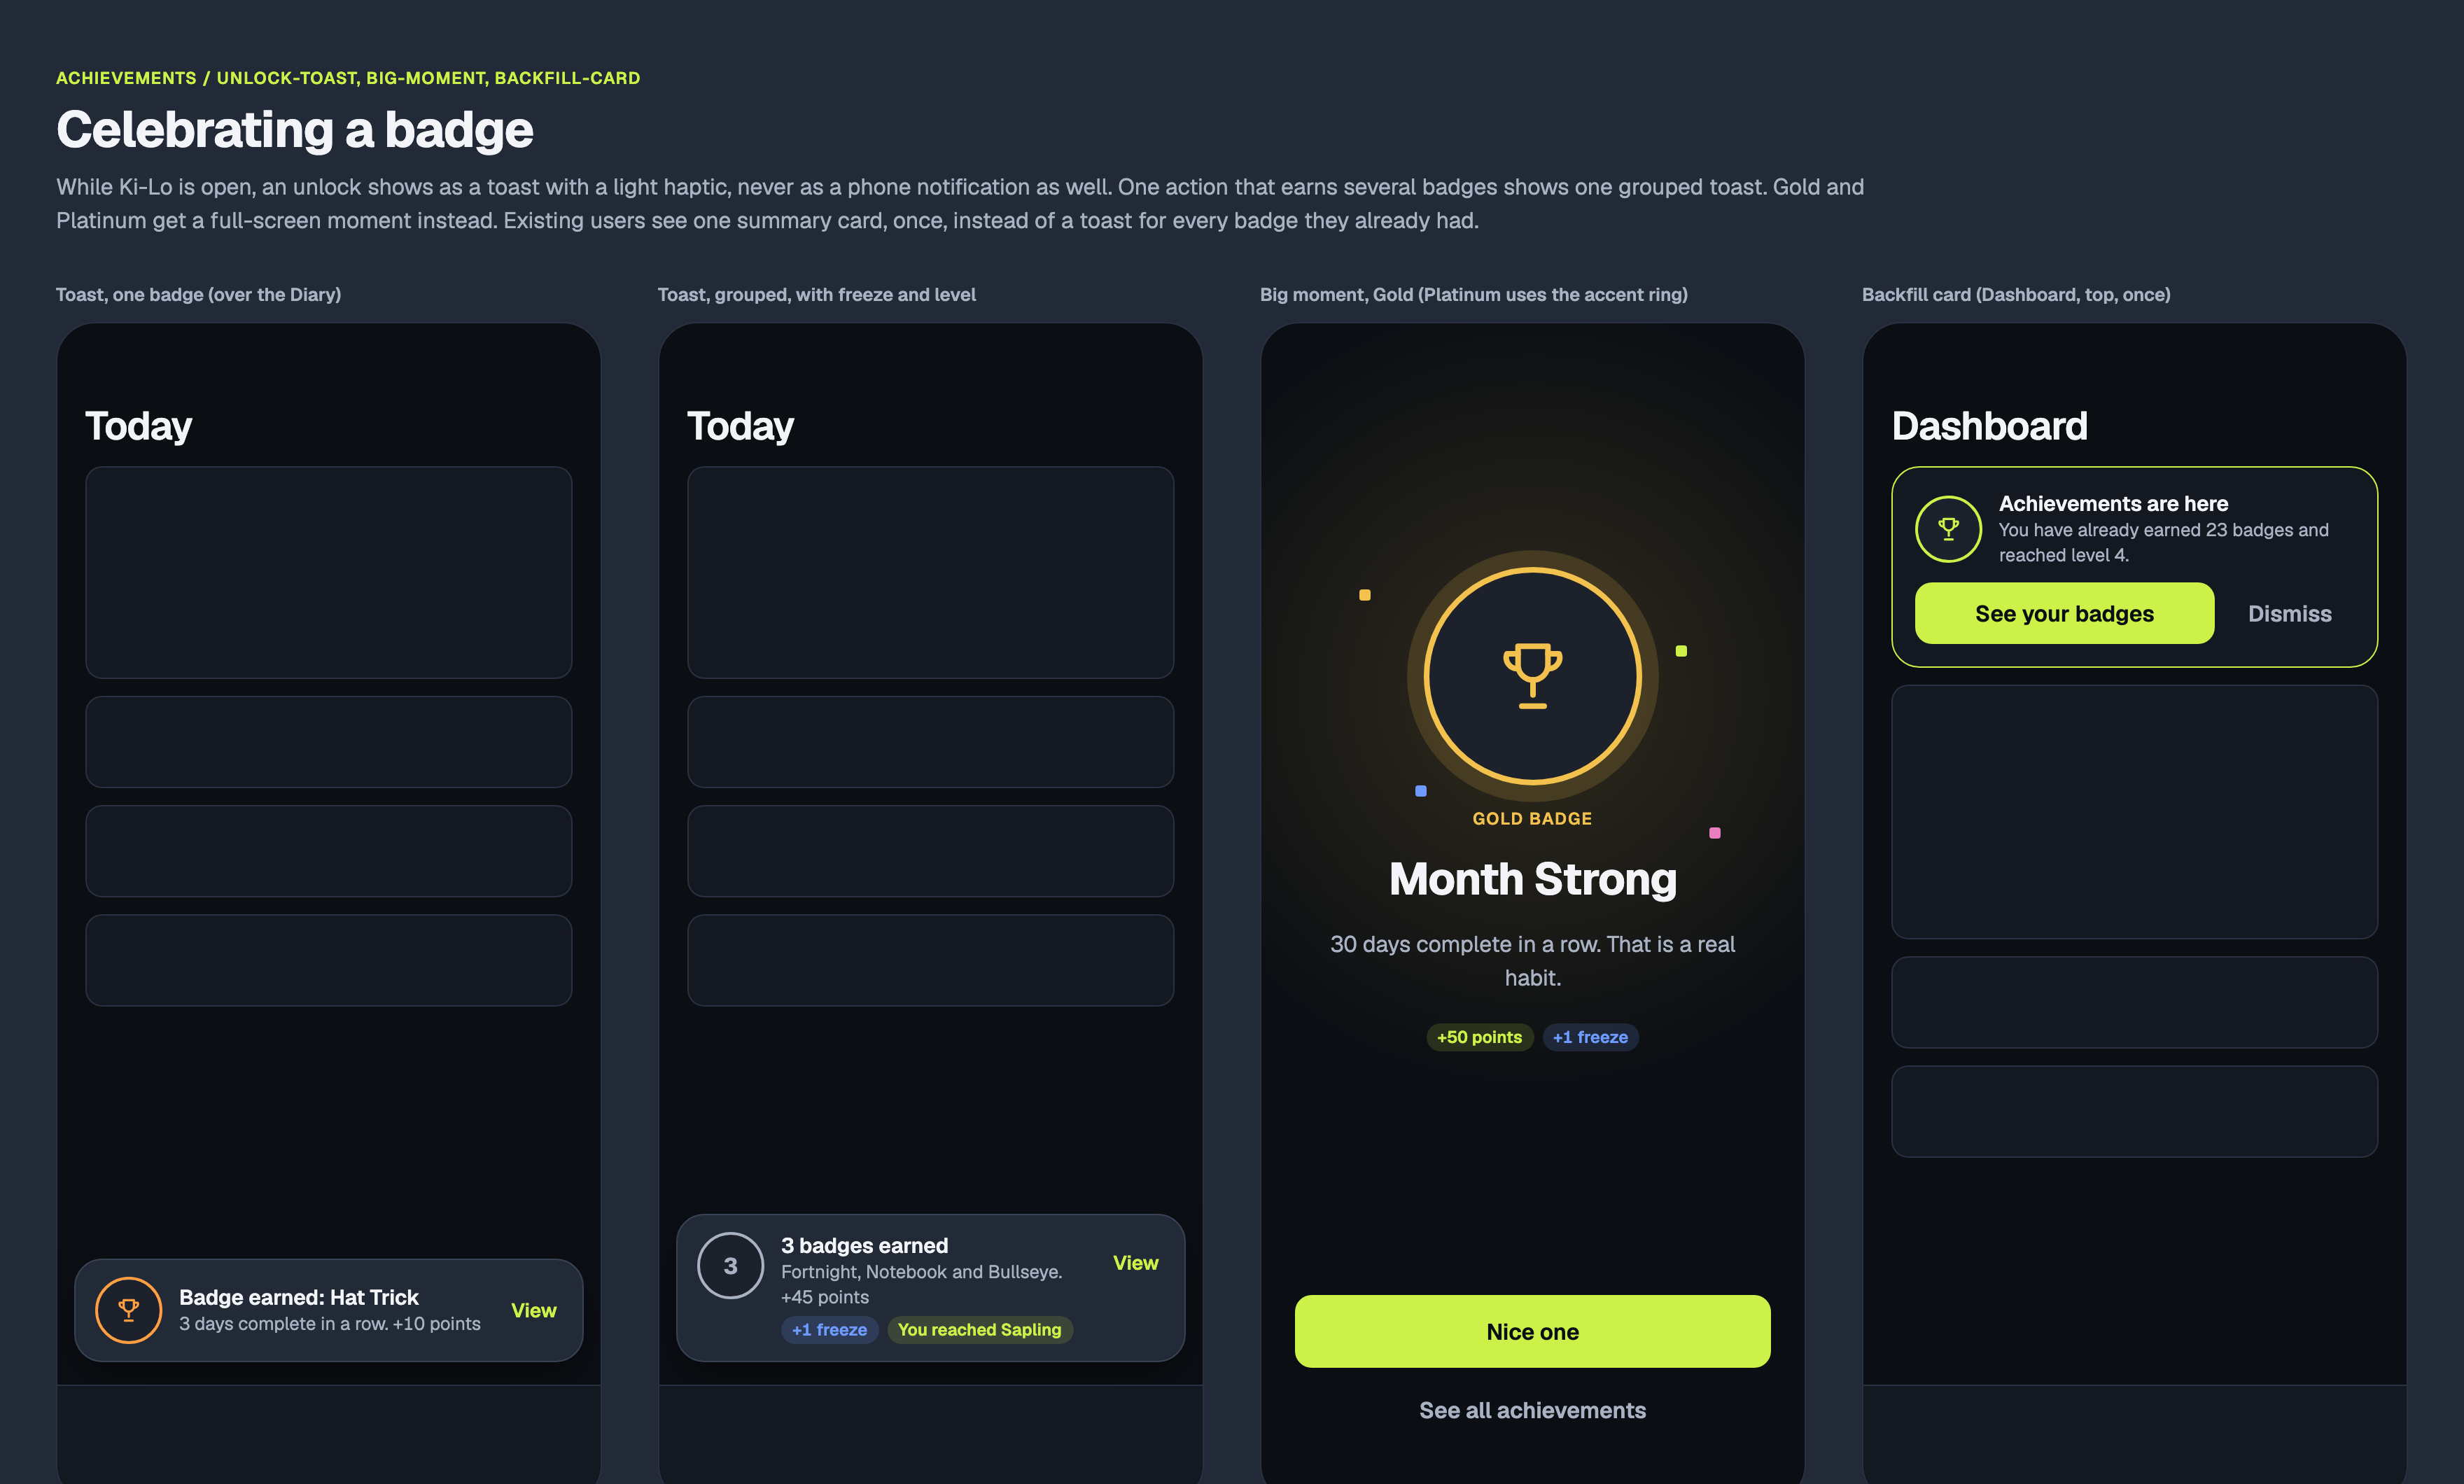 ACHIEVEMENTS / UNLOCK-TOAST, BIG-MOMENT, BACKFILL-CARD
Celebrating a badge
While Ki-Lo is open, an unlock shows as a toast with a light haptic, never as a phone notification as well. One action that earns several badges shows one grouped toast. Gold and
Platinum get a full-screen moment instead. Existing users see one summary card, once, instead of a toast for every badge they already had.
Toast, one badge (over the Diary)
Today
Badge earned: Hat Trick
3 days complete in a row. +10 points
View
Toast, grouped, with freeze and level
Today
3
3 badges earned
Fortnight, Notebook and Bullseye.
+45 points
+1 freeze
You reached Sapling
View
Big moment, Gold (Platinum uses the accent ring)
GOLD BADGE
Month Strong
30 days complete in a row. That is a real
habit.
+50 points
+1 freeze
Nice one
See all achievements
Backfill card (Dashboard, top, once)
Dashboard
Achievements are here
You have already earned 23 badges and
reached level 4.
See your badges
Dismiss